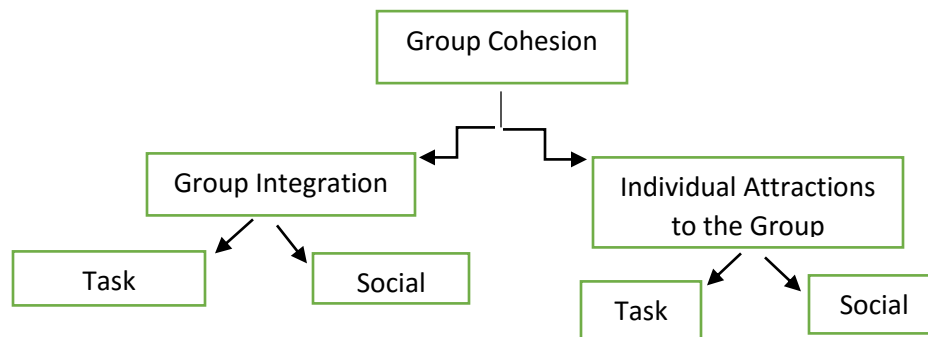 Group Cohesion
Group Integration
Individual Attractions
to the Group
Task
Social
Task
Social